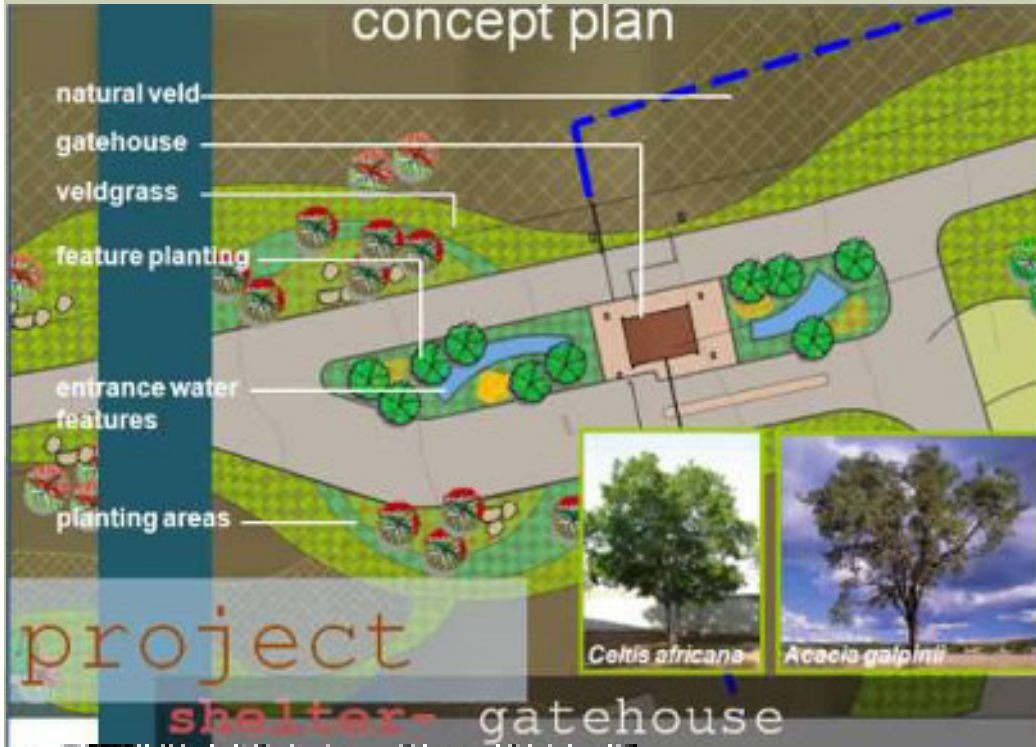 concept plan
natural veld
gatehouse
veldgrass
feature planting
entrance water
features
planting areas
Celtis africana
Acacia galpinii
project
shelter- gatehouse